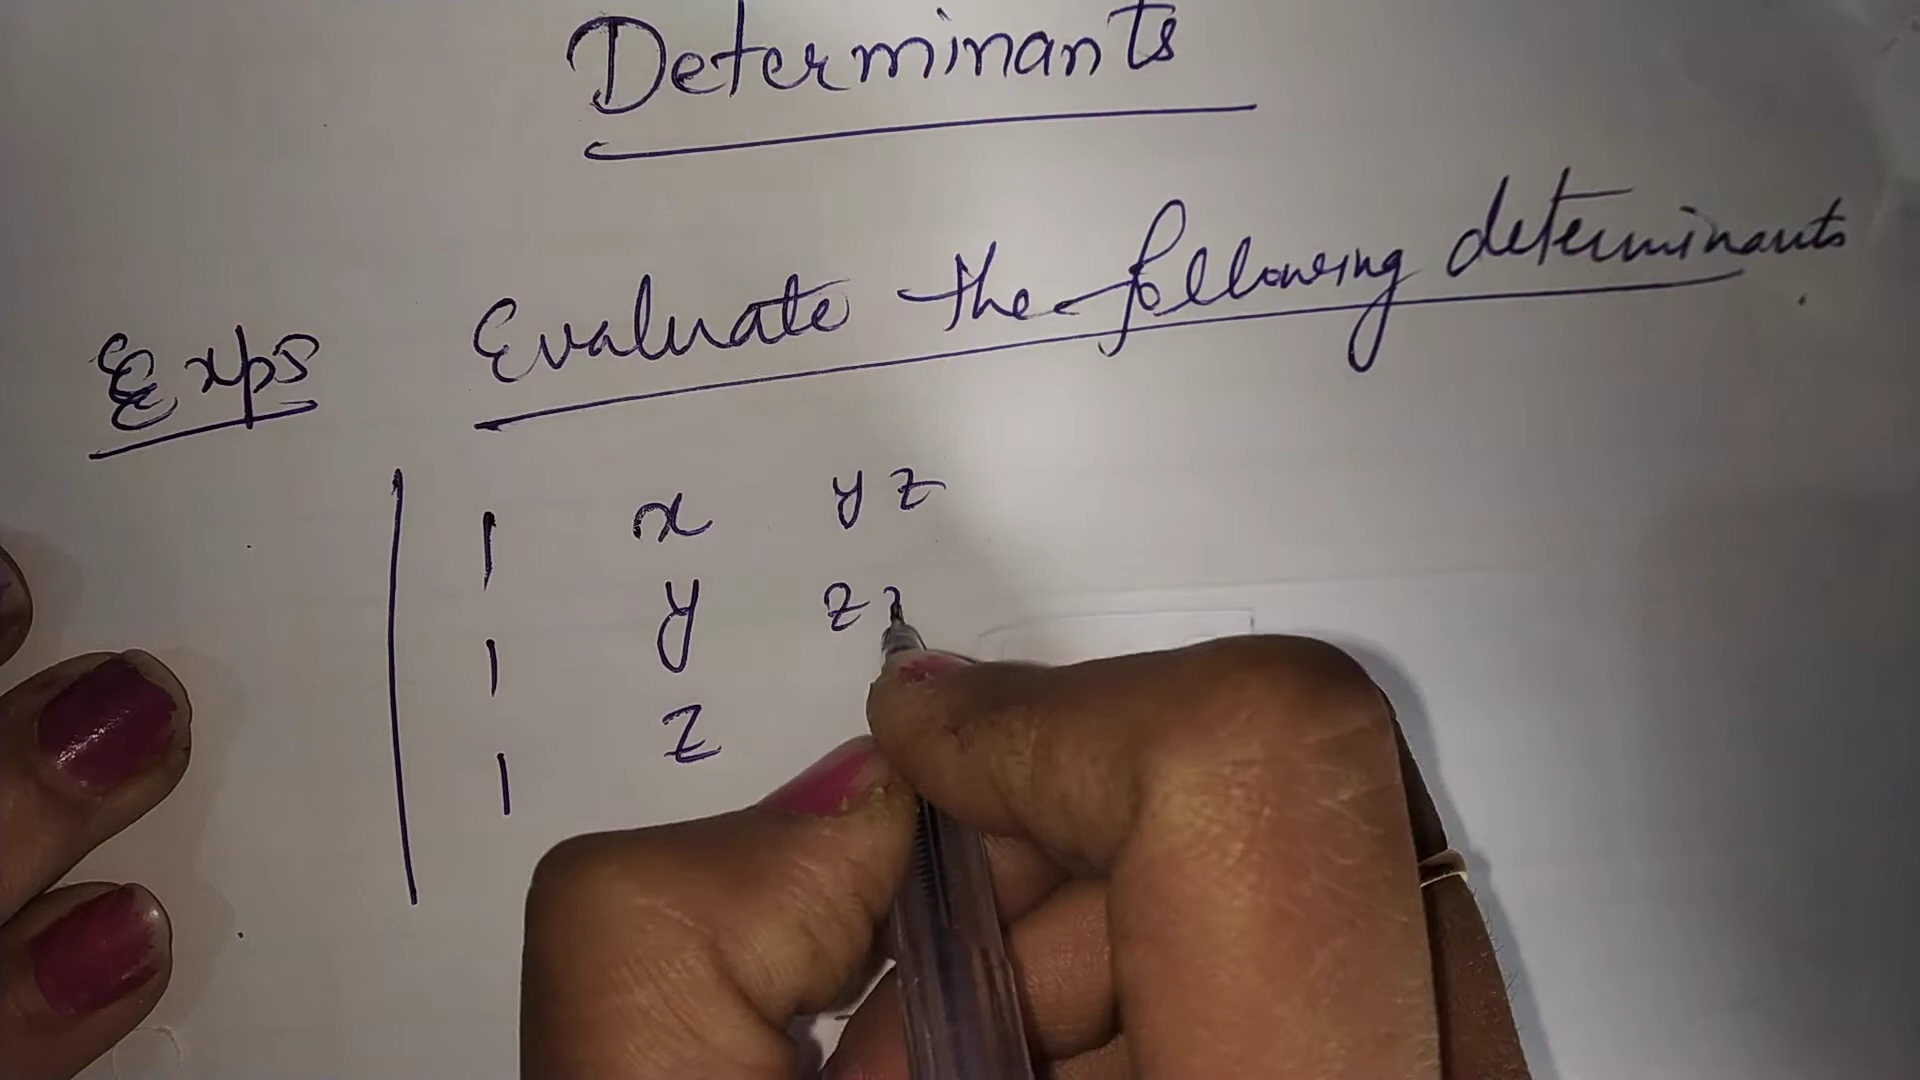 Determinants
Exps Evaluate the following determinants
1 x yz
1 y z
1 z